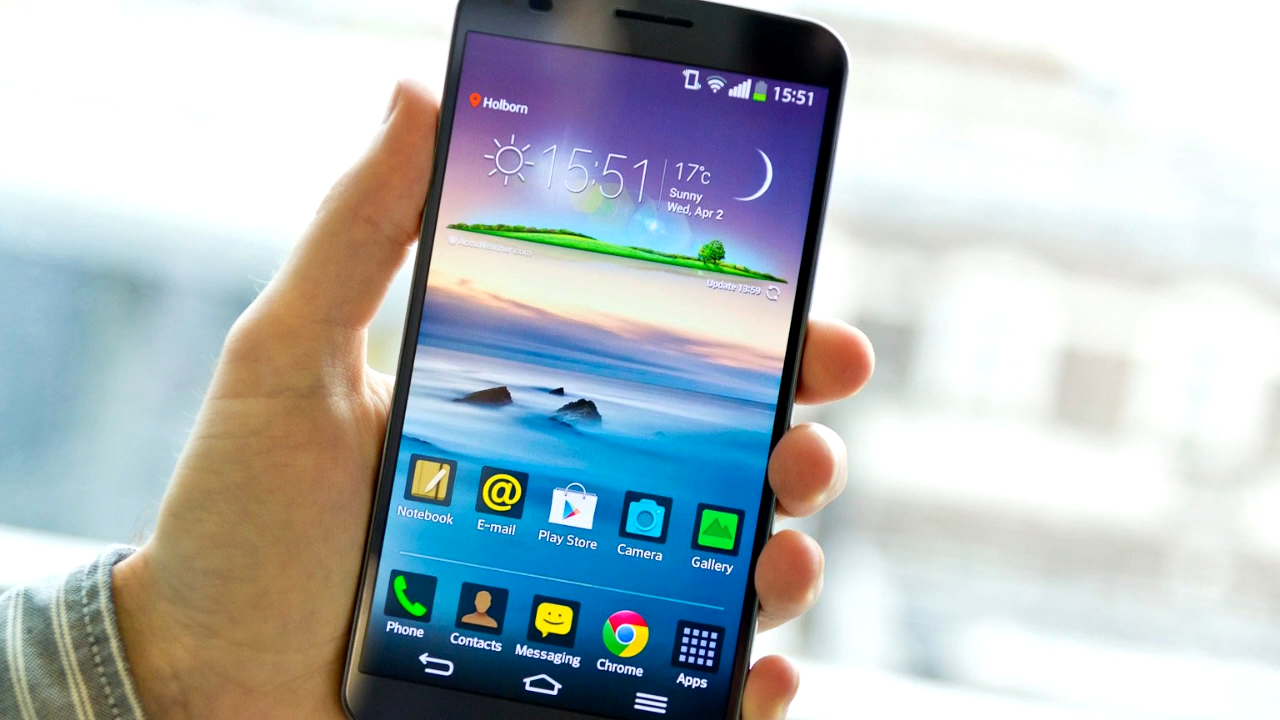 15:51
Holborn
15:51
17°c
Sunny
Wed, Apr 2
AccuWeather.com
Update 13:59
Notebook
E-mail
Play Store
Camera
Gallery
Phone
Contacts
Messaging
Chrome
Apps